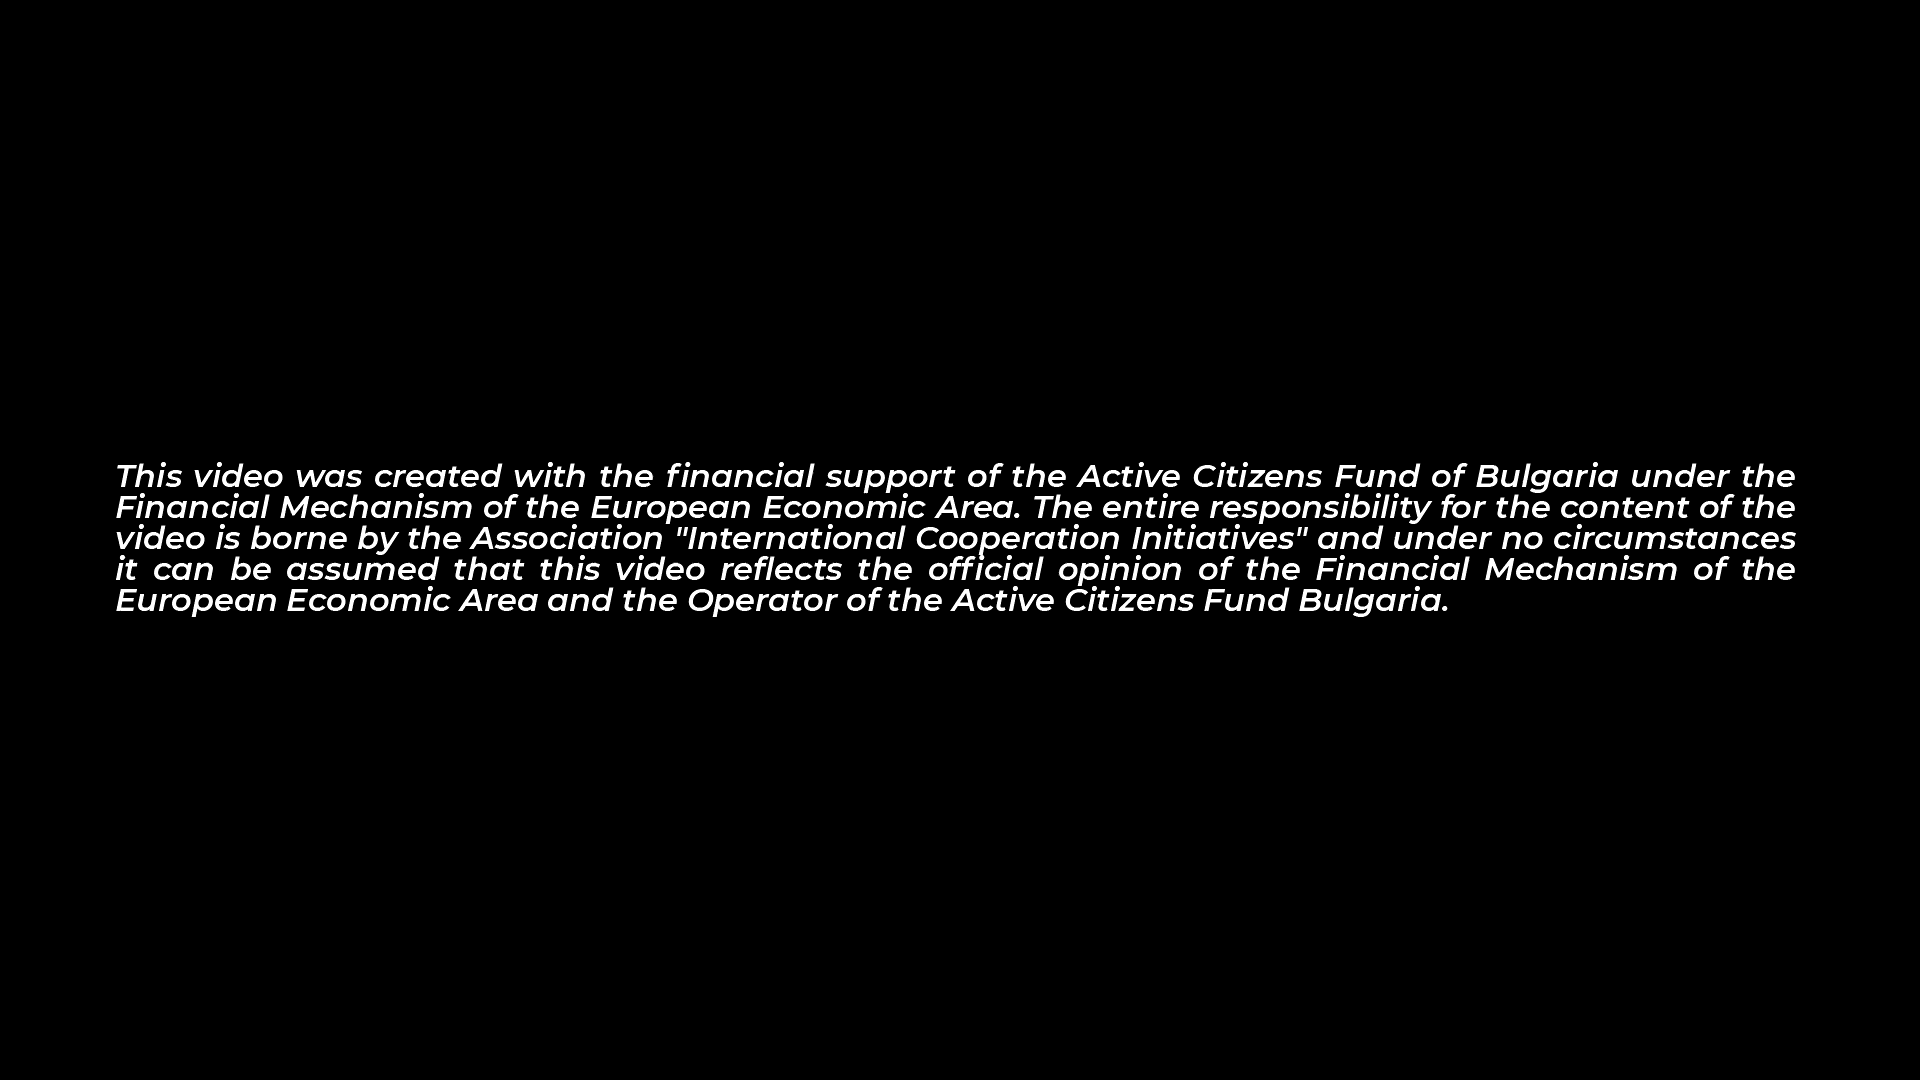 This video was created with the financial support of the Active Citizens Fund of Bulgaria under the
Financial Mechanism of the European Economic Area. The entire responsibility for the content of the
video is borne by the Association "International Cooperation Initiatives" and under no circumstances
it can be assumed that this video reflects the official opinion of the Financial Mechanism of the
European Economic Area and the Operator of the Active Citizens Fund Bulgaria.